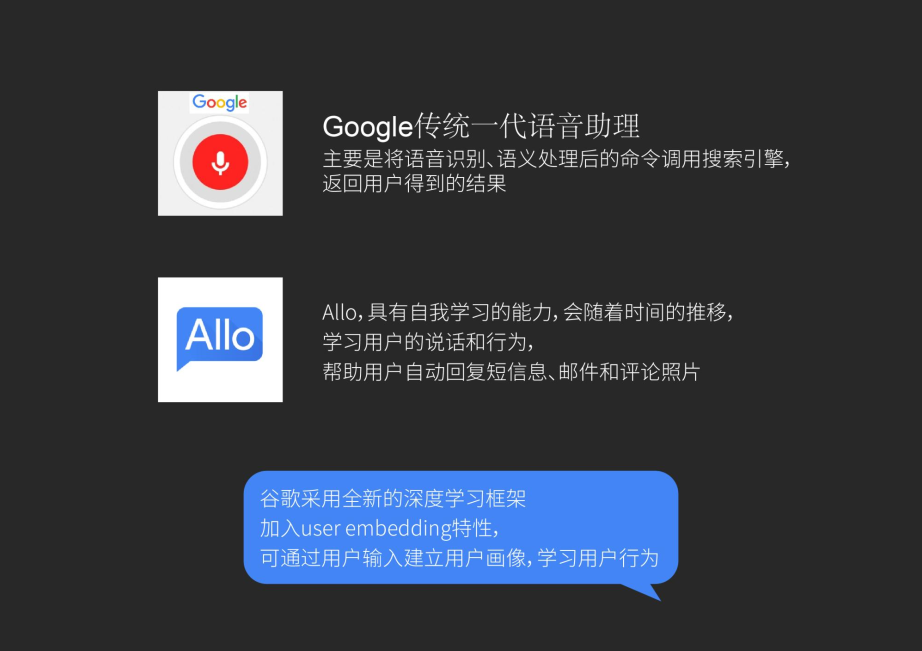 Google
Google传统一代语音助理
主要是将语音识别、语义处理后的命令调用搜索引擎，
返回用户得到的结果
Allo
Allo，具有自我学习的能力，会随着时间的推移，
学习用户的说话和行为，
帮助用户自动回复短信息、邮件和评论照片
谷歌采用全新的深度学习框架
加入user embedding特性，
可通过用户输入建立用户画像，学习用户行为